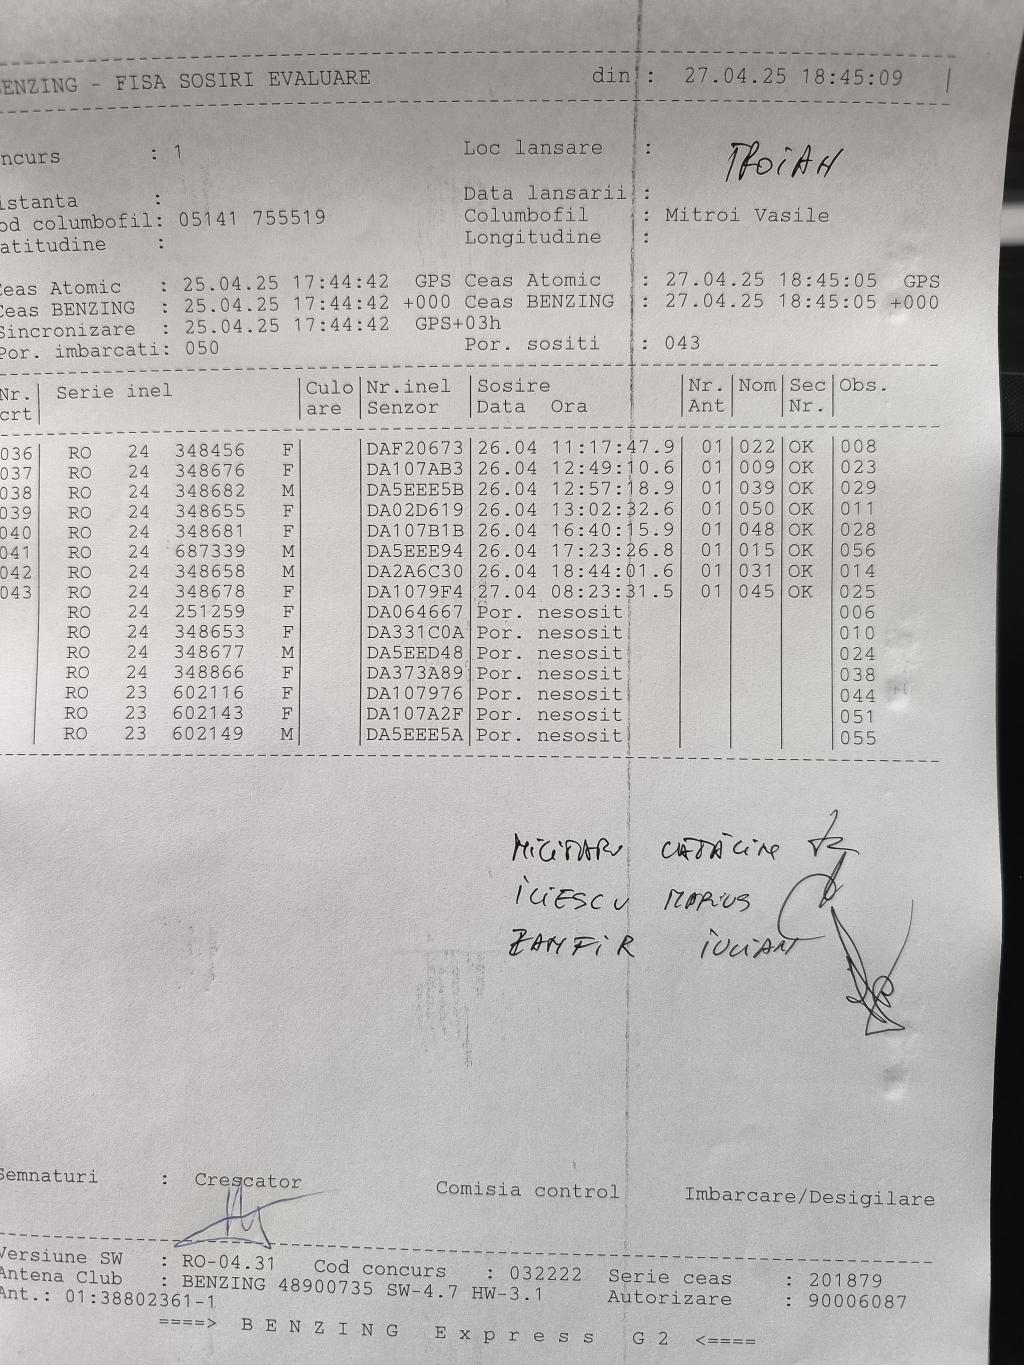 BENZING - FISA SOSIRI EVALUARE din : 27.04.25 18:45:09 |
ncurs : 1 Loc lansare : TROiAN
istanta : Data lansarii :
od columbofil: 05141 755519 Columbofil : Mitroi Vasile
atitudine : Longitudine :
Ceas Atomic : 25.04.25 17:44:42 GPS Ceas Atomic : 27.04.25 18:45:05 GPS
Ceas BENZING : 25.04.25 17:44:42 +000 Ceas BENZING : 27.04.25 18:45:05 +000
Sincronizare : 25.04.25 17:44:42 GPS+03h
Por. imbarcati: 050 Por. sositi : 043
Nr. Serie inel Culo Nr.inel Sosire Nr. Nom Sec Obs.
crt are Senzor Data Ora Ant Nr.
036 RO 24 348456 F DAF20673 26.04 11:17:47.9 01 022 OK 008
037 RO 24 348676 F DA107AB3 26.04 12:49:10.6 01 009 OK 023
038 RO 24 348682 M DA5EEE5B 26.04 12:57:18.9 01 039 OK 029
039 RO 24 348655 F DA02D619 26.04 13:02:32.6 01 050 OK 011
040 RO 24 348681 F DA107B1B 26.04 16:40:15.9 01 048 OK 028
041 RO 24 687339 M DA5EEE94 26.04 17:23:26.8 01 015 OK 056
042 RO 24 348658 M DA2A6C30 26.04 18:44:01.6 01 031 OK 014
043 RO 24 348678 F DA1079F4 27.04 08:23:31.5 01 045 OK 025
RO 24 251259 F DA064667 Por. nesosit 006
RO 24 348653 F DA331C0A Por. nesosit 010
RO 24 348677 M DA5EED48 Por. nesosit 024
RO 24 348866 F DA373A89 Por. nesosit 038
RO 23 602116 F DA107976 Por. nesosit 044
RO 23 602143 F DA107A2F Por. nesosit 051
RO 23 602149 M DA5EEE5A Por. nesosit 055
MiLiTARU CĂTĂLiN
iLiESCU MARiUS
ZAMFiR iULiAN
Semnaturi : Crescator Comisia control Imbarcare/Desigilare
Versiune SW : RO-04.31 Cod concurs : 032222 Serie ceas : 201879
Antena Club : BENZING 48900735 SW-4.7 HW-3.1 Autorizare : 90006087
Ant.: 01:38802361-1
====> B E N Z I N G E x p r e s s G 2 <====